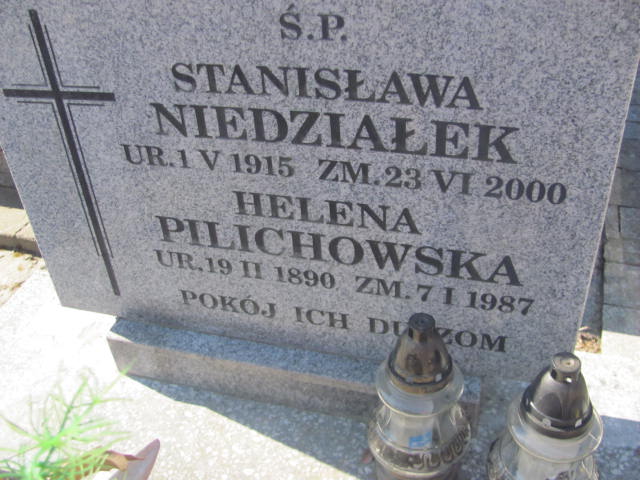 Ś.P.
STANISŁAWA
NIEDZIAŁEK
UR.1 V 1915 ZM.23 VI 2000
HELENA
PILICHOWSKA
UR.19 II 1890 ZM.7 I 1987
POKÓJ ICH DUSZOM